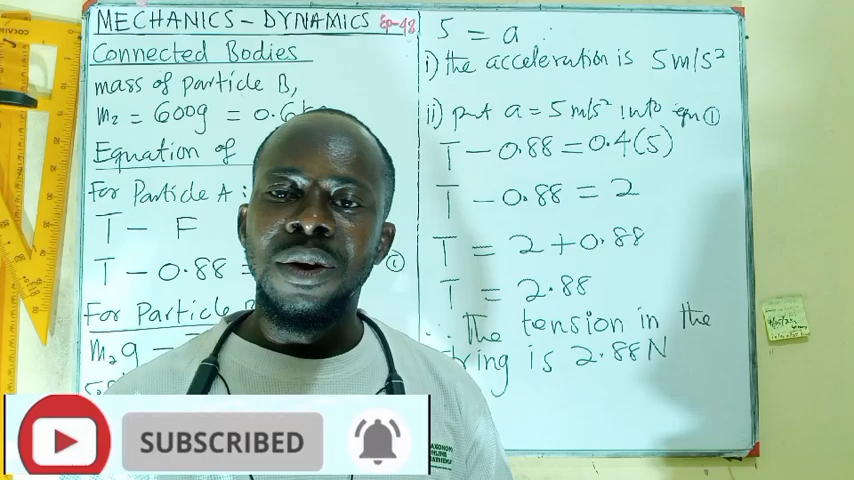 MECHANICS - DYNAMICS Ep-48
Connected Bodies
mass of particle B,
m₂ = 600g = 0.6kg
Equation of
For Particle A:
T - F
T - 0.88 = ①
For Particle
m₂g -
5 = a
i) the acceleration is 5m/s²
ii) put a = 5m/s² into eqn ①
T - 0.88 = 0.4(5)
T - 0.88 = 2
T = 2 + 0.88
T = 2.88
∴ The tension in the
string is 2.88N
SUBSCRIBED